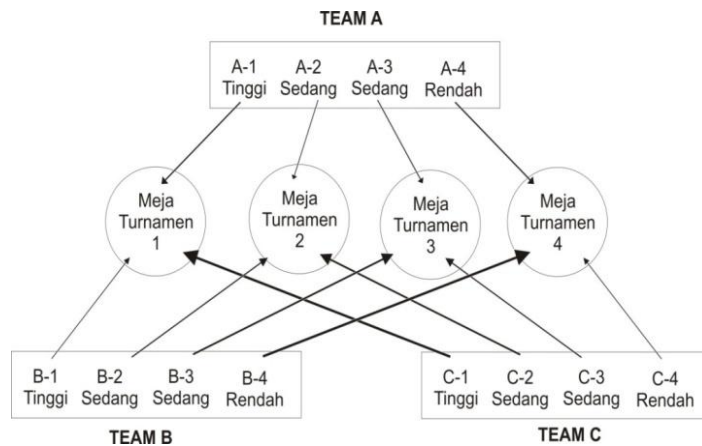 TEAM A
A-1 A-2 A-3 A-4
Tinggi Sedang Sedang Rendah
Meja Turnamen 1
Meja Turnamen 2
Meja Turnamen 3
Meja Turnamen 4
B-1 B-2 B-3 B-4
Tinggi Sedang Sedang Rendah
TEAM B
C-1 C-2 C-3 C-4
Tinggi Sedang Sedang Rendah
TEAM C